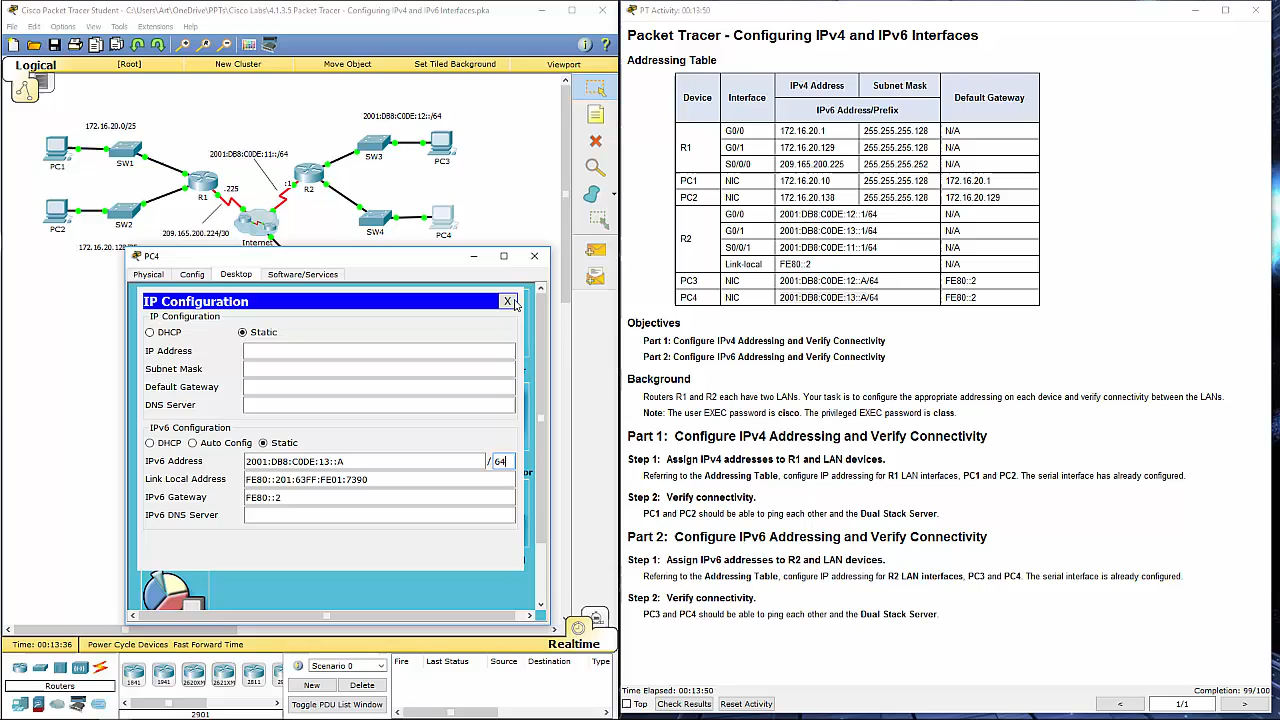 Cisco Packet Tracer Student - C:\Users\Art\OneDrive\PPTs\Cisco Labs\4.1.3.5 Packet Tracer - Configuring IPv4 and IPv6 Interfaces.pka
File Edit Options View Tools Extensions Help
Logical [Root] New Cluster Move Object Set Tiled Background Viewport
172.16.20.0/25
PC1
SW1
2001:DB8:C0DE:12::/64
SW3
PC3
2001:DB8:C0DE:11::/64
R1
.225
:1
R2
PC2
SW2
209.165.200.224/30
Internet
SW4
PC4
PC4
Physical Config Desktop Software/Services
IP Configuration X
IP Configuration
DHCP Static
IP Address
Subnet Mask
Default Gateway
DNS Server
IPv6 Configuration
DHCP Auto Config Static
IPv6 Address 2001:DB8:C0DE:13::A / 64
Link Local Address FE80::201:63FF:FE01:7390
IPv6 Gateway FE80::2
IPv6 DNS Server
Time: 00:13:36 Power Cycle Devices Fast Forward Time
Realtime
Routers
1841 1941 2620XM 2621XM 2811
2901
Scenario 0
New Delete
Toggle PDU List Window
Fire Last Status Source Destination Type
PT Activity: 00:13:50
Packet Tracer - Configuring IPv4 and IPv6 Interfaces
Addressing Table
Device Interface IPv4 Address Subnet Mask Default Gateway
IPv6 Address/Prefix
R1 G0/0 172.16.20.1 255.255.255.128 N/A
G0/1 172.16.20.129 255.255.255.128 N/A
S0/0/0 209.165.200.225 255.255.255.252 N/A
PC1 NIC 172.16.20.10 255.255.255.128 172.16.20.1
PC2 NIC 172.16.20.138 255.255.255.128 172.16.20.129
R2 G0/0 2001:DB8:C0DE:12::1/64 N/A
G0/1 2001:DB8:C0DE:13::1/64 N/A
S0/0/1 2001:DB8:C0DE:11::1/64 N/A
Link-local FE80::2 N/A
PC3 NIC 2001:DB8:C0DE:12::A/64 FE80::2
PC4 NIC 2001:DB8:C0DE:13::A/64 FE80::2
Objectives
Part 1: Configure IPv4 Addressing and Verify Connectivity
Part 2: Configure IPv6 Addressing and Verify Connectivity
Background
Routers R1 and R2 each have two LANs. Your task is to configure the appropriate addressing on each device and verify connectivity between the LANs.
Note: The user EXEC password is cisco. The privileged EXEC password is class.
Part 1: Configure IPv4 Addressing and Verify Connectivity
Step 1: Assign IPv4 addresses to R1 and LAN devices.
Referring to the Addressing Table, configure IP addressing for R1 LAN interfaces, PC1 and PC2. The serial interface has already configured.
Step 2: Verify connectivity.
PC1 and PC2 should be able to ping each other and the Dual Stack Server.
Part 2: Configure IPv6 Addressing and Verify Connectivity
Step 1: Assign IPv6 addresses to R2 and LAN devices.
Referring to the Addressing Table, configure IP addressing for R2 LAN interfaces, PC3 and PC4. The serial interface is already configured.
Step 2: Verify connectivity.
PC3 and PC4 should be able to ping each other and the Dual Stack Server.
Time Elapsed: 00:13:50 Completion: 99/100
Top Check Results Reset Activity < 1/1 >